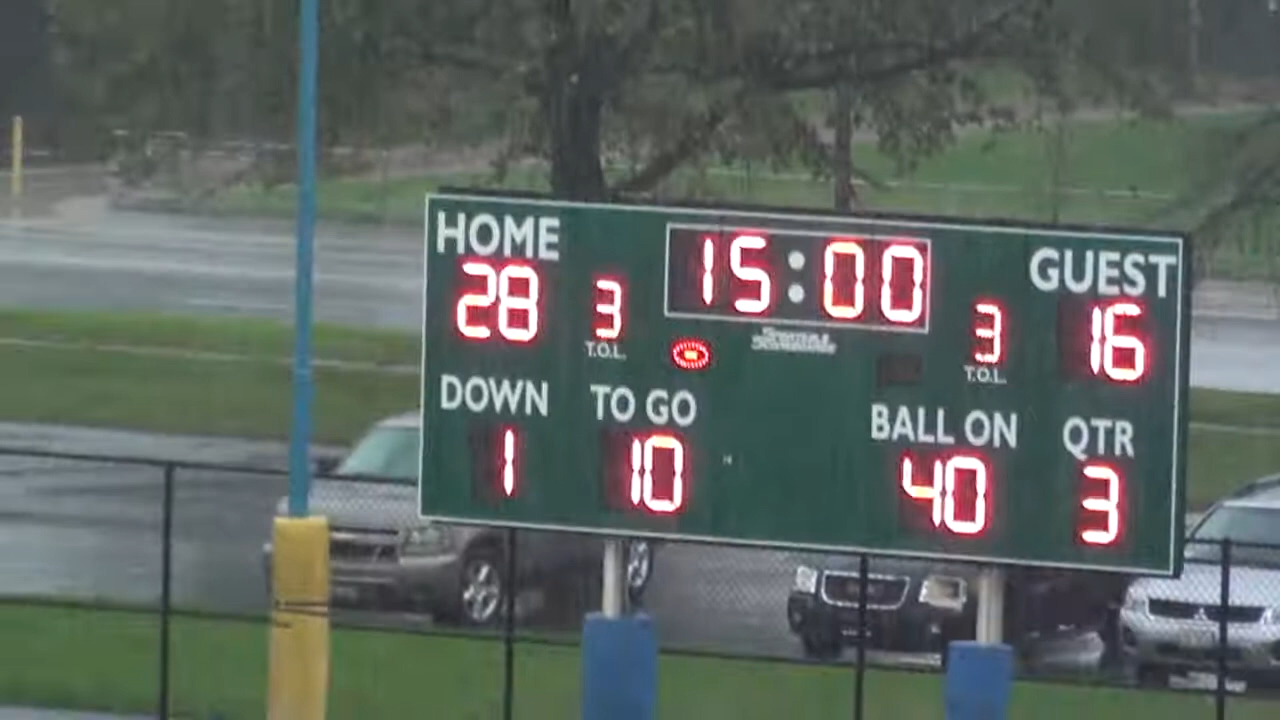 HOME
28
3
T.O.L.
15:00
3
T.O.L.
GUEST
16
DOWN
1
TO GO
10
BALL ON
40
QTR
3